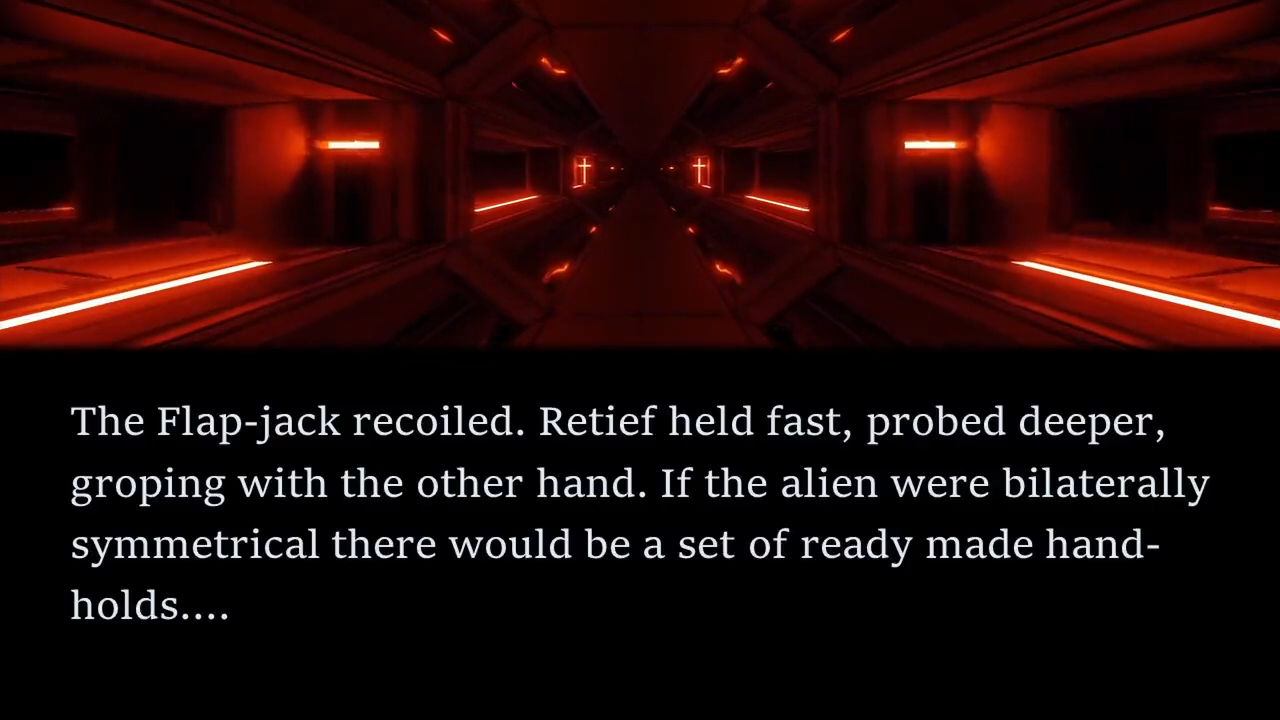 The Flap-jack recoiled. Retief held fast, probed deeper,
groping with the other hand. If the alien were bilaterally
symmetrical there would be a set of ready made hand-
holds....